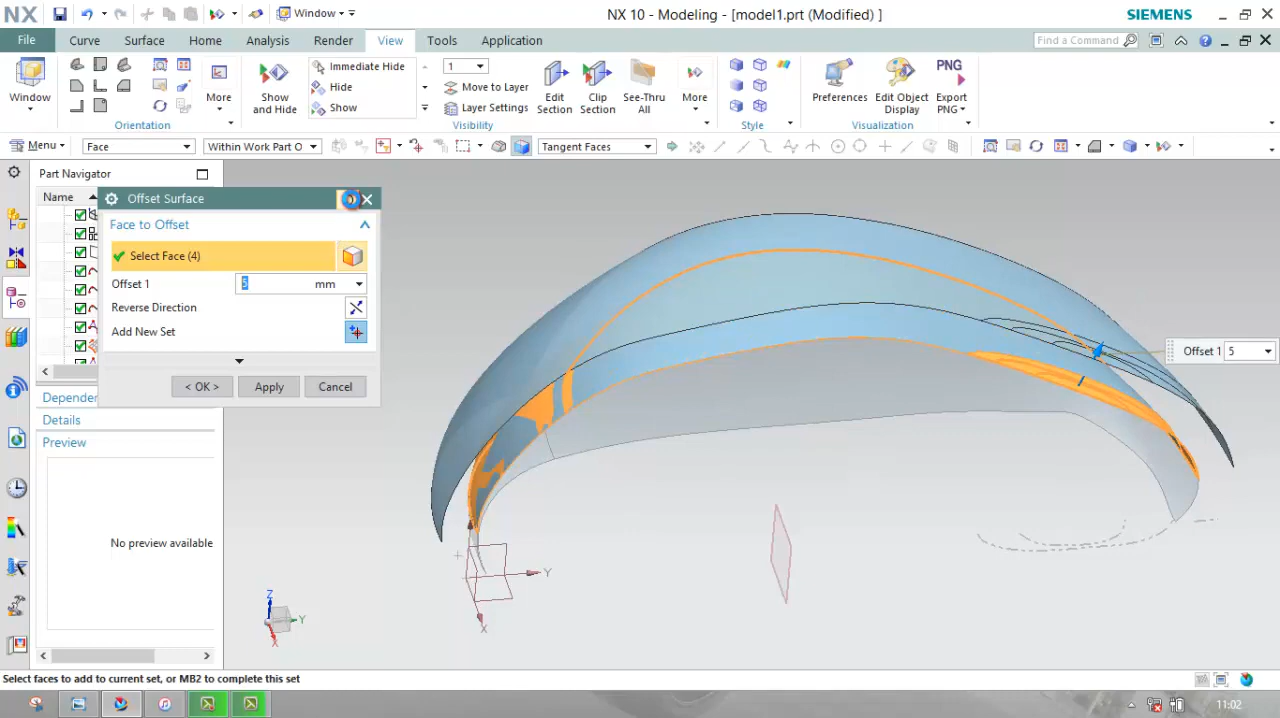 NX
Window
NX 10 - Modeling - [model1.prt (Modified) ]
SIEMENS
File
Curve
Surface
Home
Analysis
Render
View
Tools
Application
Find a Command
Window
More
Orientation
Show and Hide
Immediate Hide
Hide
Show
1
Move to Layer
Layer Settings
Visibility
Edit Section
Clip Section
See-Thru All
More
Style
Preferences
Edit Object Display
PNG
Export PNG
Visualization
Menu
Face
Within Work Part O
Tangent Faces
Part Navigator
Name
Offset Surface
Face to Offset
Select Face (4)
Offset 1
5
mm
Reverse Direction
Add New Set
< OK >
Apply
Cancel
Dependen
Details
Preview
No preview available
Offset 1 5
Y
X
Z
Y
X
Select faces to add to current set, or MB2 to complete this set
11:02